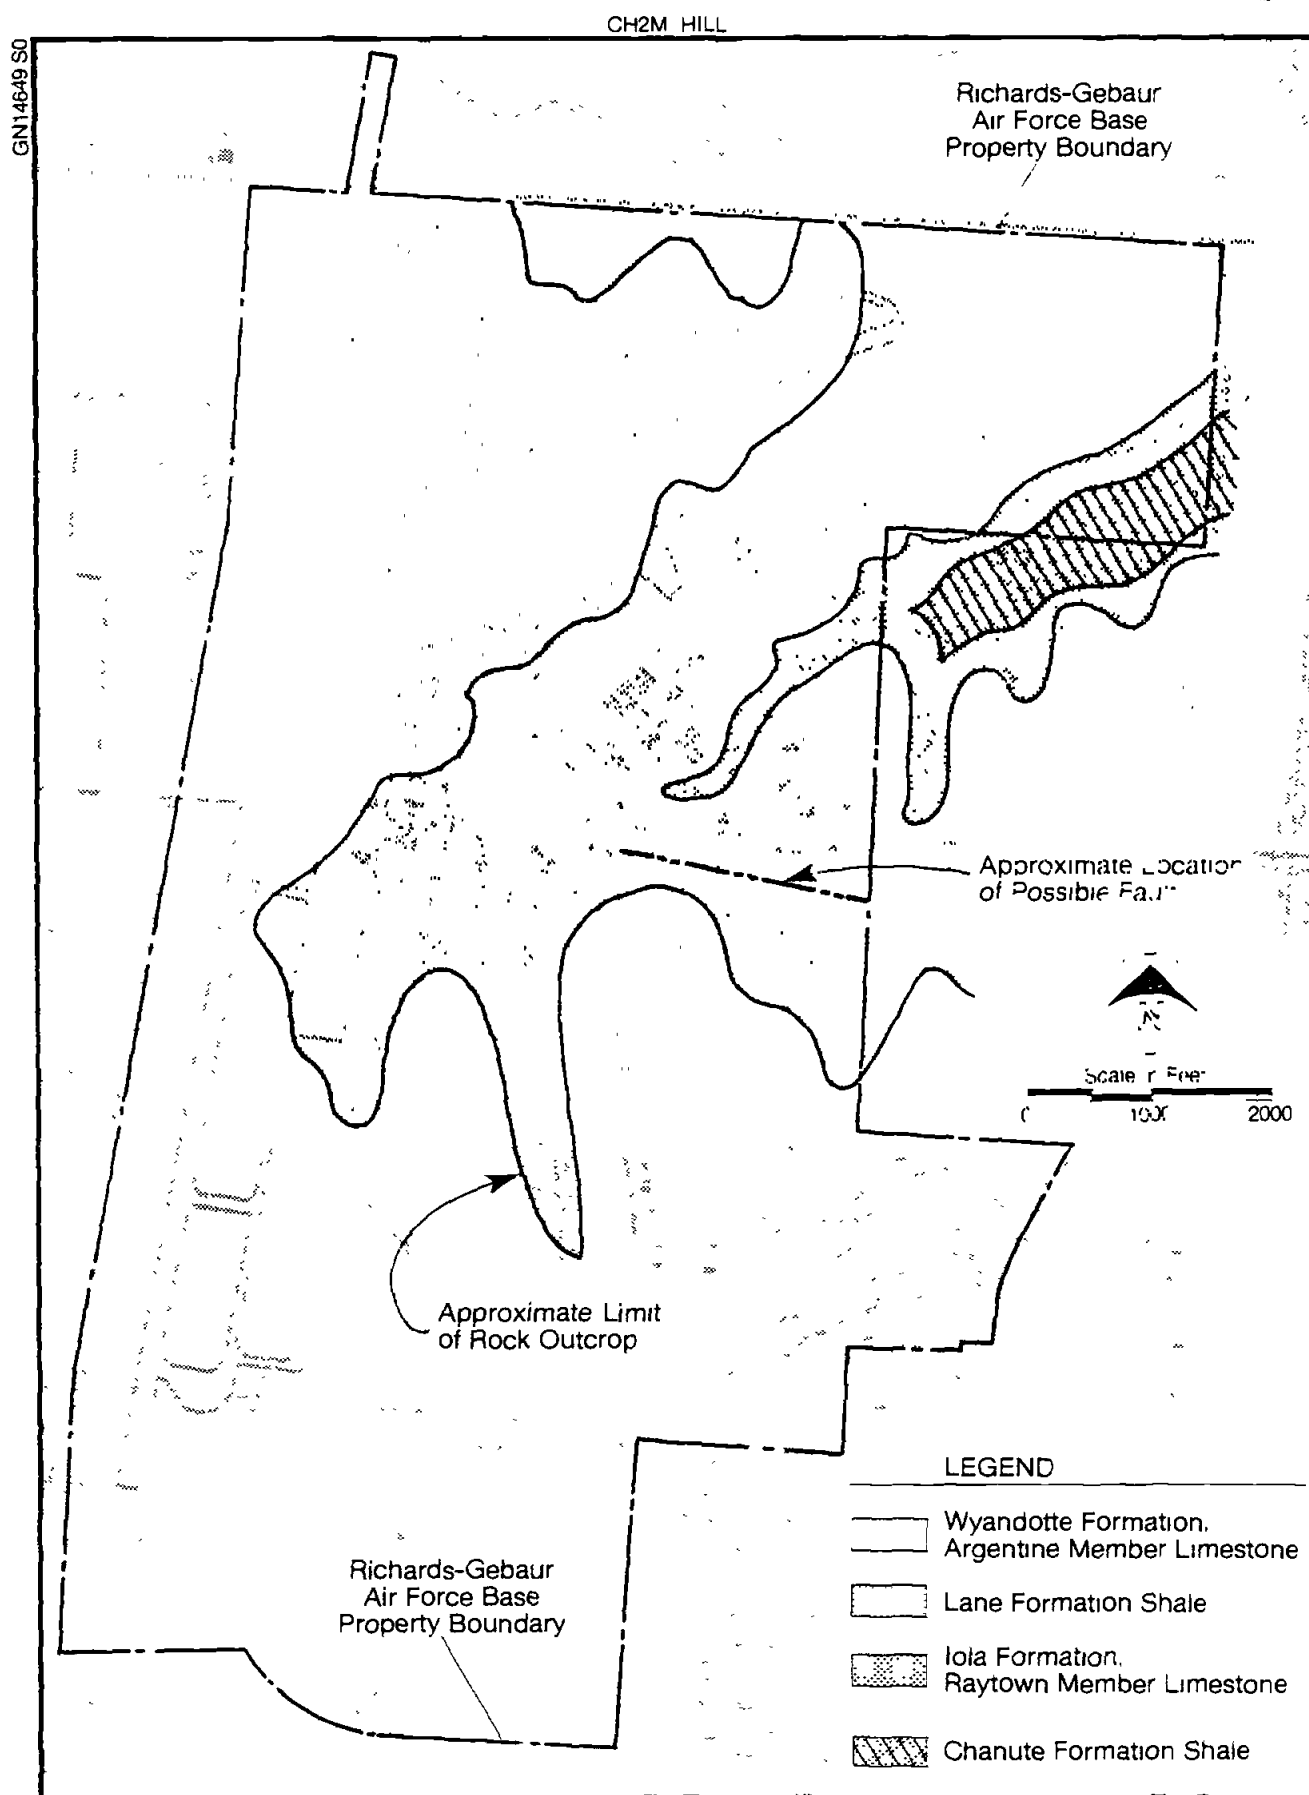 CH2M HILL
GN14649 S0
Richards-Gebaur
Air Force Base
Property Boundary
Approximate Location
of Possible
N
Scale
2000
Approximate Limit
of Rock Outcrop
Richards-Gebaur
Air Force Base
Property Boundary
LEGEND
Wyandotte Formation,
Argentine Member Limestone
Lane Formation Shale
Iola Formation,
Raytown Member Limestone
Chanute Formation Shale